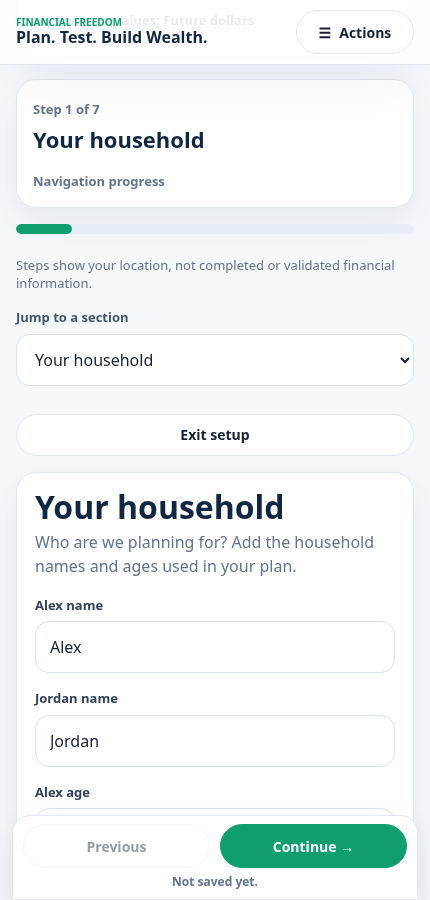 alues: Future dollars
FINANCIAL FREEDOM
Plan. Test. Build Wealth.
☰ Actions
Step 1 of 7
Your household
Navigation progress
Steps show your location, not completed or validated financial
information.
Jump to a section
Your household
Exit setup
Your household
Who are we planning for? Add the household
names and ages used in your plan.
Alex name
Alex
Jordan name
Jordan
Alex age
Previous
Continue →
Not saved yet.